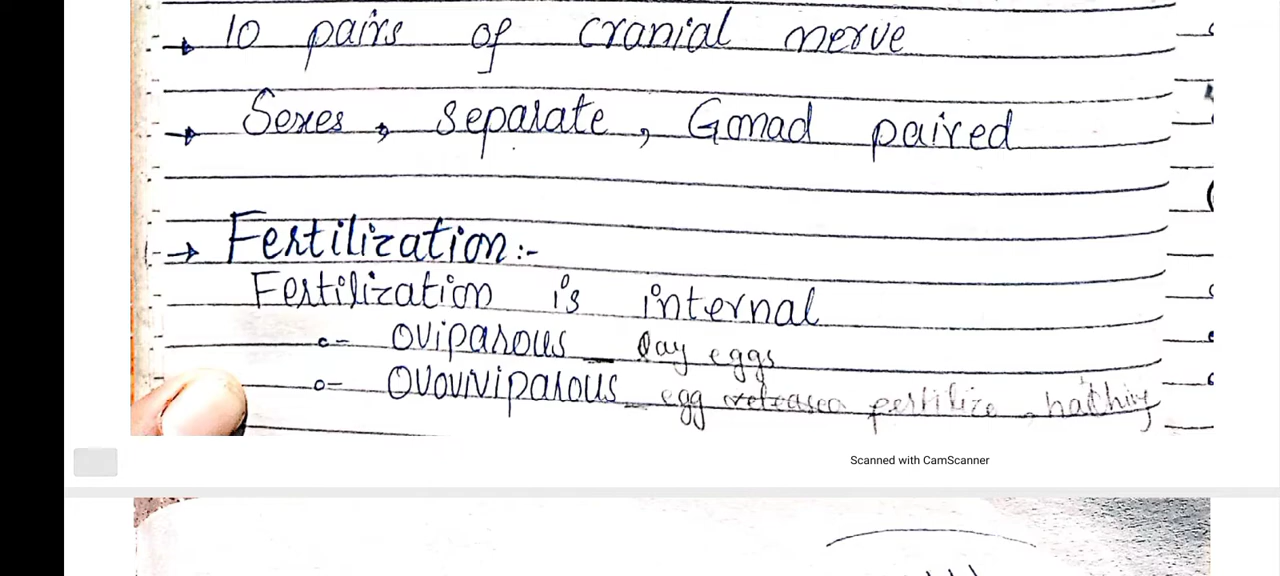 → 10 pairs of cranial nerve
→ Sexes, separate, Gonad paired
→ Fertilization:-
Fertilization is internal
o- oviparous _ lay eggs
o- ovoviviparous _ egg released fertilize, hathing
Scanned with CamScanner